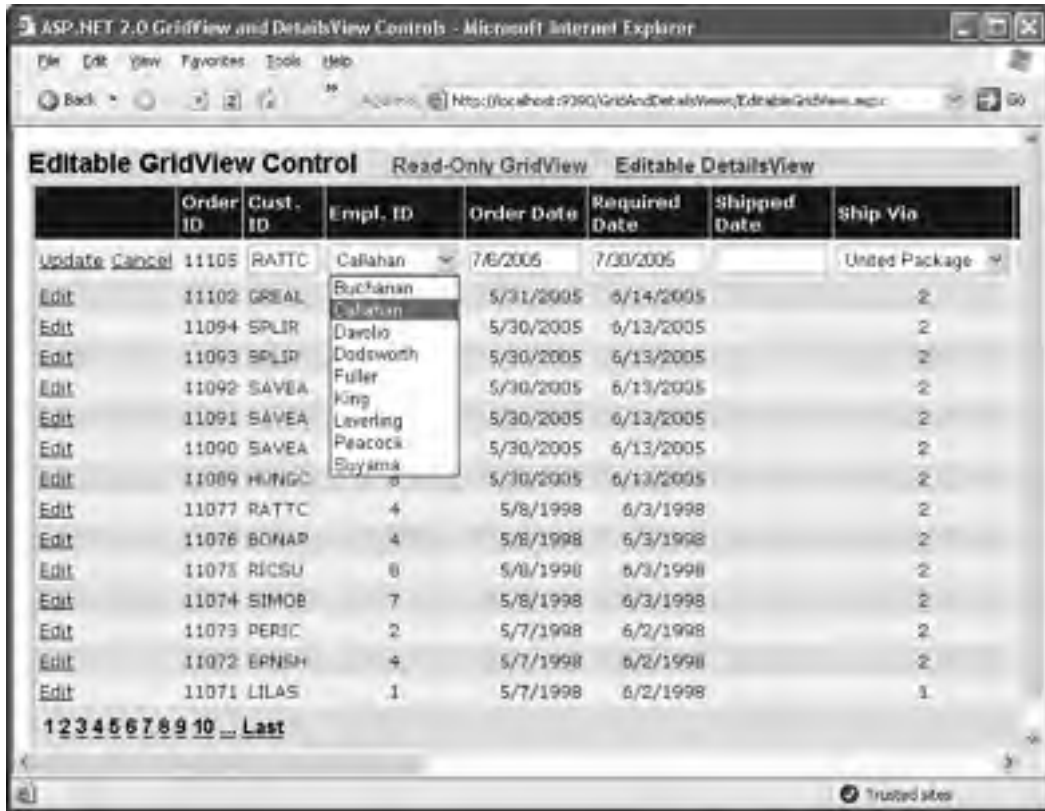 ASP.NET 2.0 GridView and DetailsView Controls - Microsoft Internet Explorer
File Edit View Favorites Tools Help
Back Address http://localhost:9390/GridAndDetailsViews/EditableGridView.aspx Go
Editable GridView Control Read-Only GridView Editable DetailsView
Order ID Cust. ID Empl. ID Order Date Required Date Shipped Date Ship Via
Update Cancel 11105 RATTC Callahan 7/6/2005 7/30/2005 United Package
Edit 11102 GREAL Buchanan 5/31/2005 6/14/2005 2
Callahan
Edit 11094 SPLIR Davolio 5/30/2005 6/13/2005 2
Edit 11093 SPLIR Dodsworth 5/30/2005 6/13/2005 2
Edit 11092 SAVEA Fuller 5/30/2005 6/13/2005 2
King
Edit 11091 SAVEA Leverling 5/30/2005 6/13/2005 2
Edit 11090 SAVEA Peacock 5/30/2005 6/13/2005 2
Suyama
Edit 11089 HUNGC 5/30/2005 6/13/2005 2
Edit 11077 RATTC 4 5/8/1998 6/3/1998 2
Edit 11076 BONAP 4 5/8/1998 6/3/1998 2
Edit 11075 RICSU 8 5/8/1998 6/3/1998 2
Edit 11074 SIMOB 7 5/8/1998 6/3/1998 2
Edit 11073 PERIC 2 5/7/1998 6/2/1998 2
Edit 11072 ERNSH 4 5/7/1998 6/2/1998 2
Edit 11071 LILAS 1 5/7/1998 6/2/1998 1
1 2 3 4 5 6 7 8 9 10 ... Last
Trusted sites